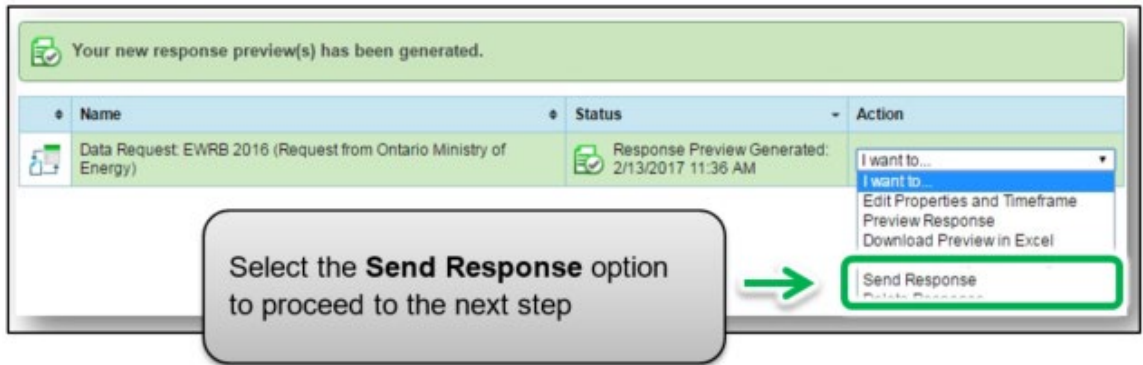 Your new response preview(s) has been generated.
Name Status Action
Data Request: EWRB 2016 (Request from Ontario Ministry of
Energy)
Response Preview Generated:
2/13/2017 11:36 AM
I want to...
I want to...
Edit Properties and Timeframe
Preview Response
Download Preview in Excel
Send Response
Select the Send Response option
to proceed to the next step